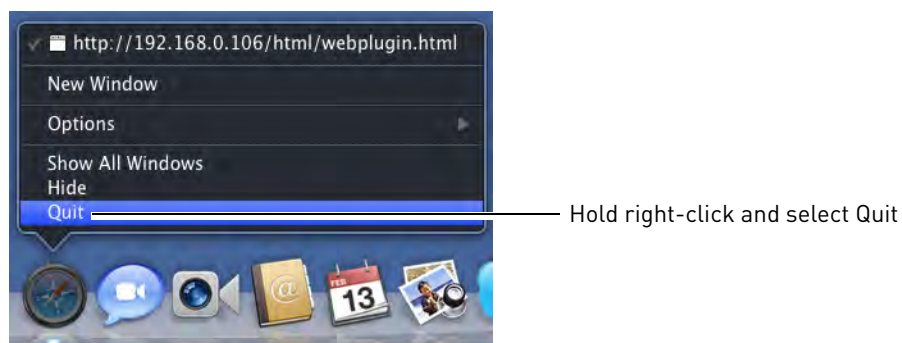 http://192.168.0.106/html/webplugin.html
New Window
Options
Show All Windows
Hide
Quit
Hold right-click and select Quit
@
FEB
13